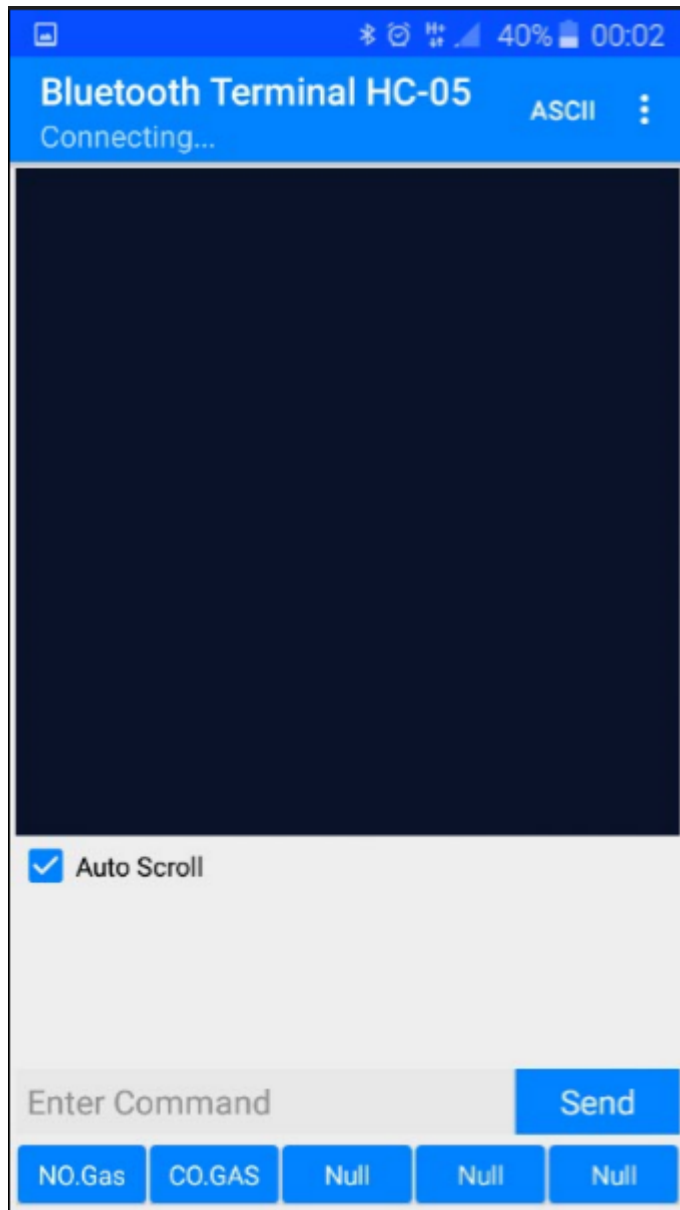 H+ 40% 00:02
Bluetooth Terminal HC-05 ASCII
Connecting...
Auto Scroll
Enter Command Send
NO.Gas CO.GAS Null Null Null